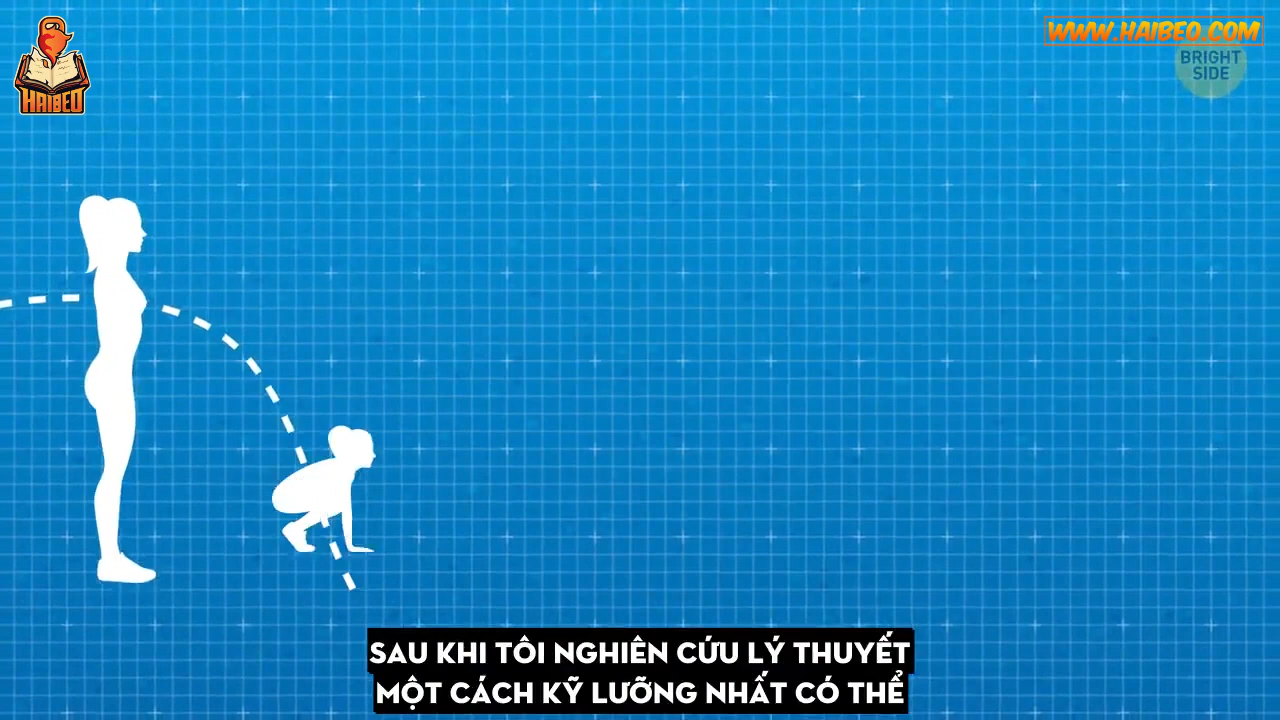 HAIBEO
WWW.HAIBEO.COM
BRIGHT
SIDE
SAU KHI TÔI NGHIÊN CỨU LÝ THUYẾT
MỘT CÁCH KỸ LƯỠNG NHẤT CÓ THỂ